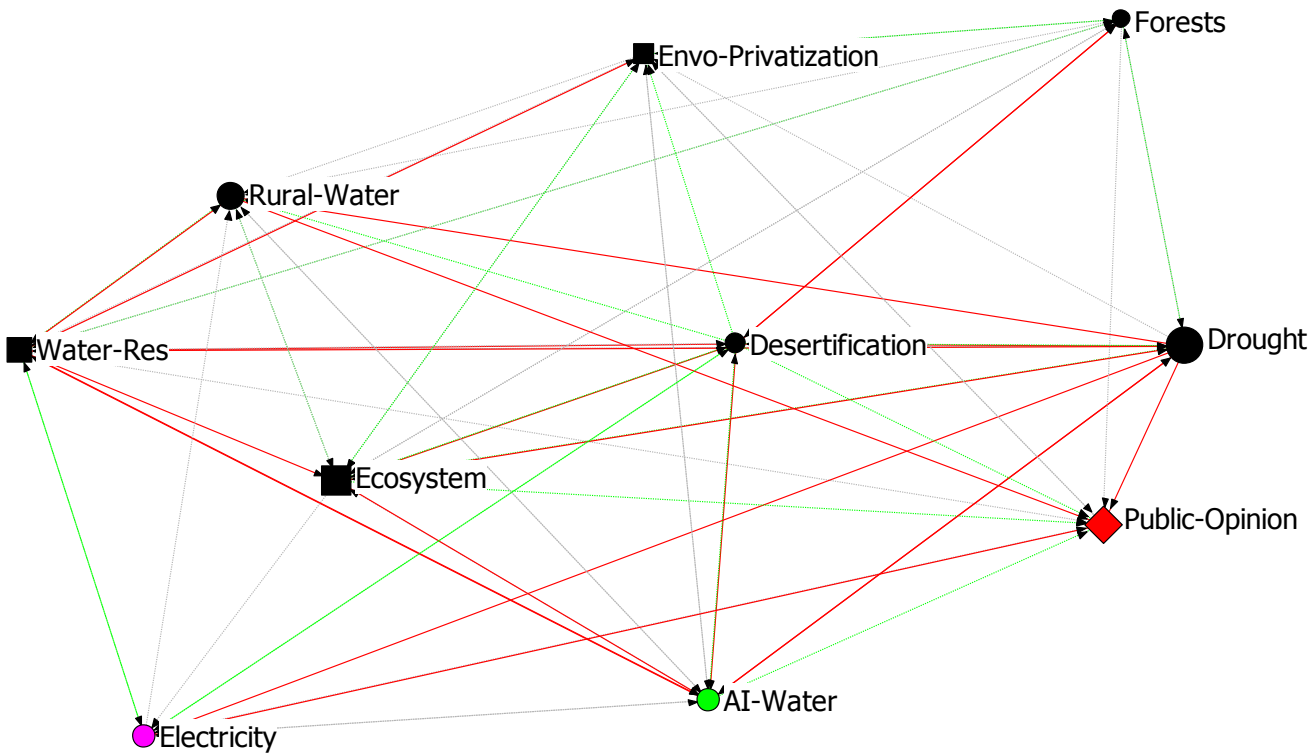 Forests
Envo-Privatization
Rural-Water
Drought
Desertification
Water-Res
Ecosystem
Public-Opinion
AI-Water
Electricity